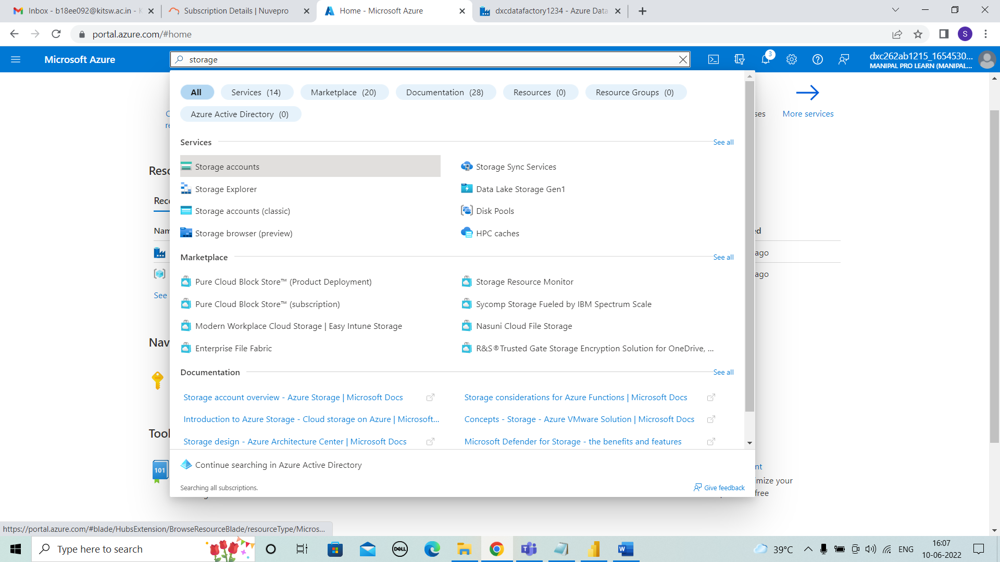 Inbox - b18ee092@kitsw.ac.in - K
Subscription Details | Nuvepro
Home - Microsoft Azure
dxcdatafactory1234 - Azure Data
portal.azure.com/#home
S
Microsoft Azure
storage
3
dxc262ab1215_1654530...
MANIPAL PRO LEARN (MANIPAL...
All
Services (14)
Marketplace (20)
Documentation (28)
Resources (0)
Resource Groups (0)
Azure Active Directory (0)
ses
More services
C
re
Services
See all
Storage accounts
Storage Sync Services
Reso
Storage Explorer
Data Lake Storage Gen1
Rece
Storage accounts (classic)
Disk Pools
Nam
Storage browser (preview)
HPC caches
ed
Marketplace
See all
ago
Pure Cloud Block Store™ (Product Deployment)
Storage Resource Monitor
ago
See
Pure Cloud Block Store™ (subscription)
Sycomp Storage Fueled by IBM Spectrum Scale
Modern Workplace Cloud Storage | Easy Intune Storage
Nasuni Cloud File Storage
Nav
Enterprise File Fabric
R&S®Trusted Gate Storage Encryption Solution for OneDrive, ...
Documentation
See all
Storage account overview - Azure Storage | Microsoft Docs
Storage considerations for Azure Functions | Microsoft Docs
Introduction to Azure Storage - Cloud storage on Azure | Microsoft...
Concepts - Storage - Azure VMware Solution | Microsoft Docs
Tool
Storage design - Azure Architecture Center | Microsoft Docs
Microsoft Defender for Storage - the benefits and features
101
Continue searching in Azure Active Directory
nt
imize your
free
Searching all subscriptions.
Give feedback
https://portal.azure.com/#blade/HubsExtension/BrowseResourceBlade/resourceType/Micros...
Type here to search
DELL
39°C
ENG
16:07
10-06-2022